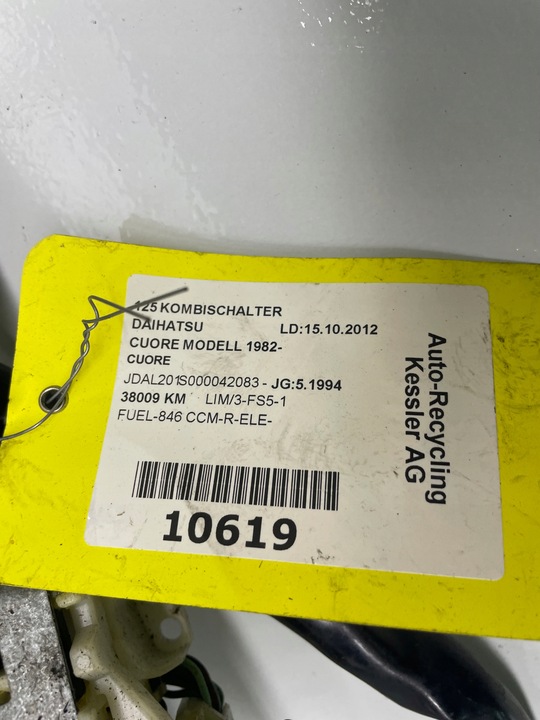 125 KOMBISCHALTER
DAIHATSU LD:15.10.2012
CUORE MODELL 1982-
CUORE
JDAL201S000042083 - JG:5.1994
38009 KM LIM/3-FS5-1
FUEL-846 CCM-R-ELE-
10619
Auto-Recycling
Kessler AG